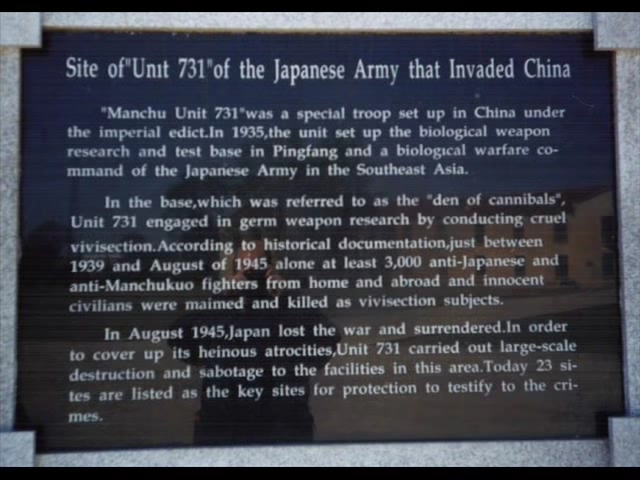 Site of"Unit 731"of the Japanese Army that Invaded China
"Manchu Unit 731"was a special troop set up in China under
the imperial edict.In 1935,the unit set up the biological weapon
research and test base in Pingfang and a biological warfare co-
mmand of the Japanese Army in the Southeast Asia.
In the base,which was referred to as the "den of cannibals",
Unit 731 engaged in germ weapon research by conducting cruel
vivisection.According to historical documentation,just between
1939 and August of 1945 alone at least 3,000 anti-Japanese and
anti-Manchukuo fighters from home and abroad and innocent
civilians were maimed and killed as vivisection subjects.
In August 1945,Japan lost the war and surrendered.In order
to cover up its heinous atrocities,Unit 731 carried out large-scale
destruction and sabotage to the facilities in this area.Today 23 si-
tes are listed as the key sites for protection to testify to the cri-
mes.